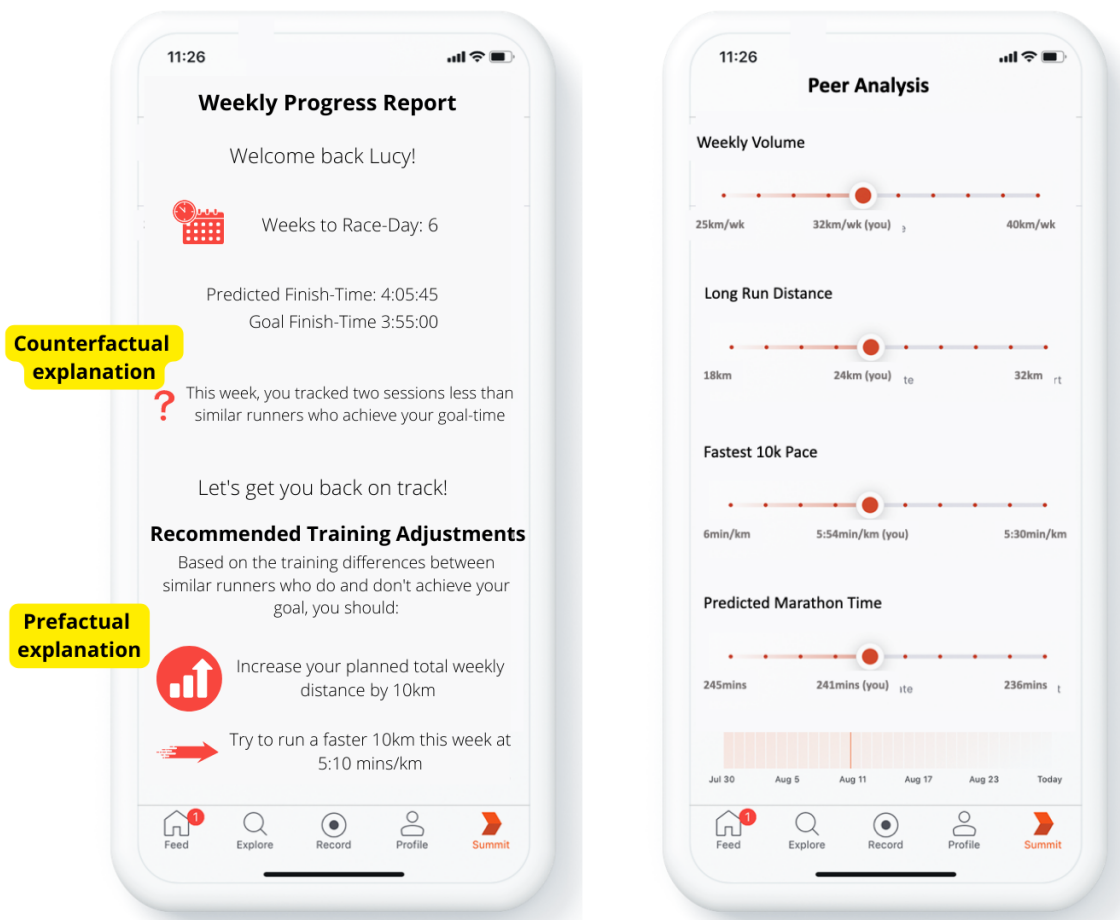 11:26
Weekly Progress Report
Welcome back Lucy!
Weeks to Race-Day: 6
Predicted Finish-Time: 4:05:45
Goal Finish-Time 3:55:00
Counterfactual
explanation
?
This week, you tracked two sessions less than
similar runners who achieve your goal-time
Let's get you back on track!
Recommended Training Adjustments
Based on the training differences between
similar runners who do and don't achieve your
goal, you should:
Prefactual
explanation
Increase your planned total weekly
distance by 10km
Try to run a faster 10km this week at
5:10 mins/km
1
Feed Explore Record Profile Summit
11:26
Peer Analysis
Weekly Volume
25km/wk 32km/wk (you) 40km/wk
Long Run Distance
18km 24km (you) te 32km rt
Fastest 10k Pace
6min/km 5:54min/km (you) 5:30min/km
Predicted Marathon Time
245mins 241mins (you) ate 236mins t
Jul 30 Aug 5 Aug 11 Aug 17 Aug 23 Today
1
Feed Explore Record Profile Summit